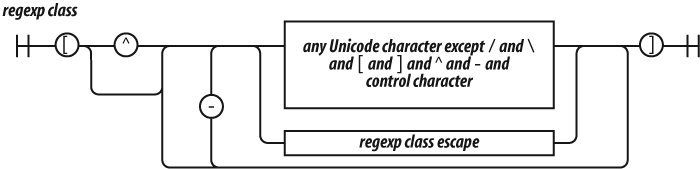 regexp class
[
^
-
any Unicode character except / and \
and [ and ] and ^ and - and
control character
]
regexp class escape